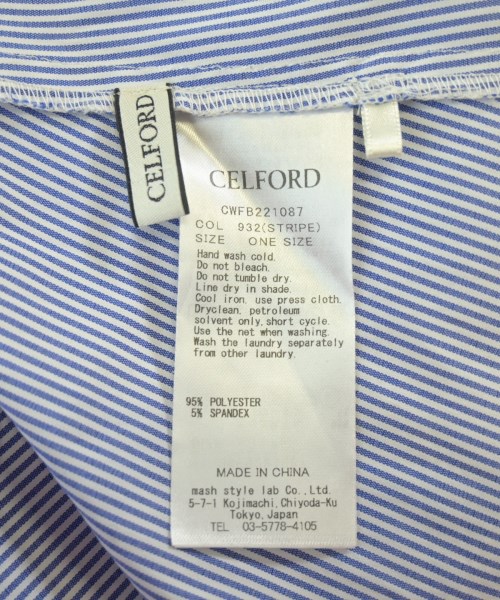 CELFORD
CELFORD
CWFB221087
COL 932(STRIPE)
SIZE ONE SIZE
Hand wash cold.
Do not bleach.
Do not tumble dry.
Line dry in shade.
Cool iron, use press cloth.
Dryclean, petroleum
solvent only,short cycle.
Use the net when washing.
Wash the laundry separately
from other laundry.
95% POLYESTER
5% SPANDEX
MADE IN CHINA
mash style lab Co.,Ltd.
5-7-1 Kojimachi,Chiyoda-Ku
Tokyo,Japan
TEL 03-5778-4105